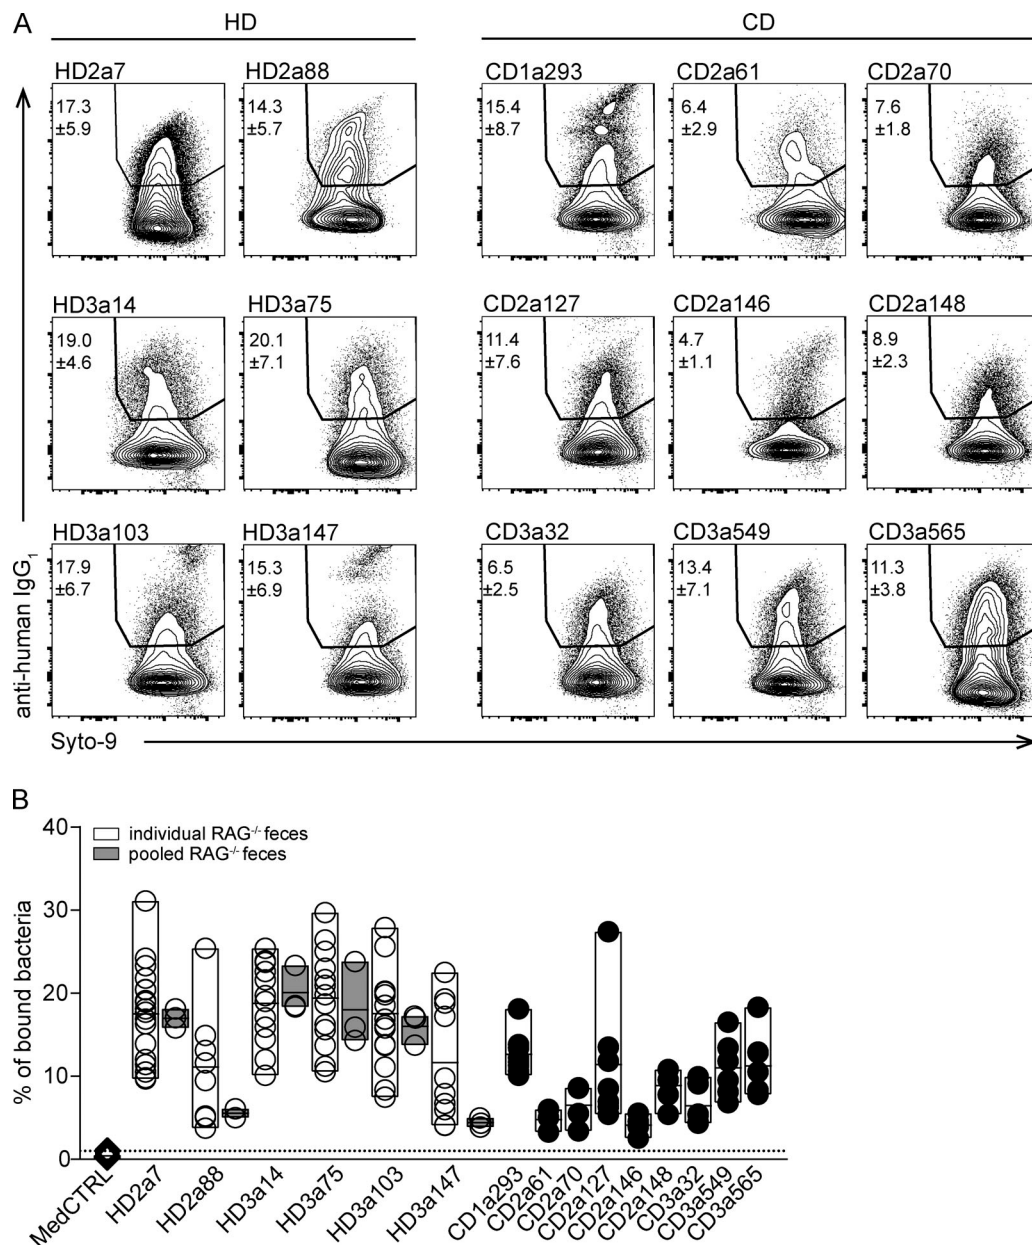 A
HD
CD
HD2a7
HD2a88
CD1a293
CD2a61
CD2a70
17.3
±5.9
14.3
±5.7
15.4
±8.7
6.4
±2.9
7.6
±1.8
HD3a14
HD3a75
CD2a127
CD2a146
CD2a148
19.0
±4.6
20.1
±7.1
11.4
±7.6
4.7
±1.1
8.9
±2.3
HD3a103
HD3a147
CD3a32
CD3a549
CD3a565
17.9
±6.7
15.3
±6.9
6.5
±2.5
13.4
±7.1
11.3
±3.8
anti-human IgG1
Syto-9
B
% of bound bacteria
40
30
20
10
0
individual RAG-/- feces
pooled RAG-/- feces
MedCTRL
HD2a7
HD2a88
HD3a14
HD3a75
HD3a103
HD3a147
CD1a293
CD2a61
CD2a70
CD2a127
CD2a146
CD2a148
CD3a32
CD3a549
CD3a565